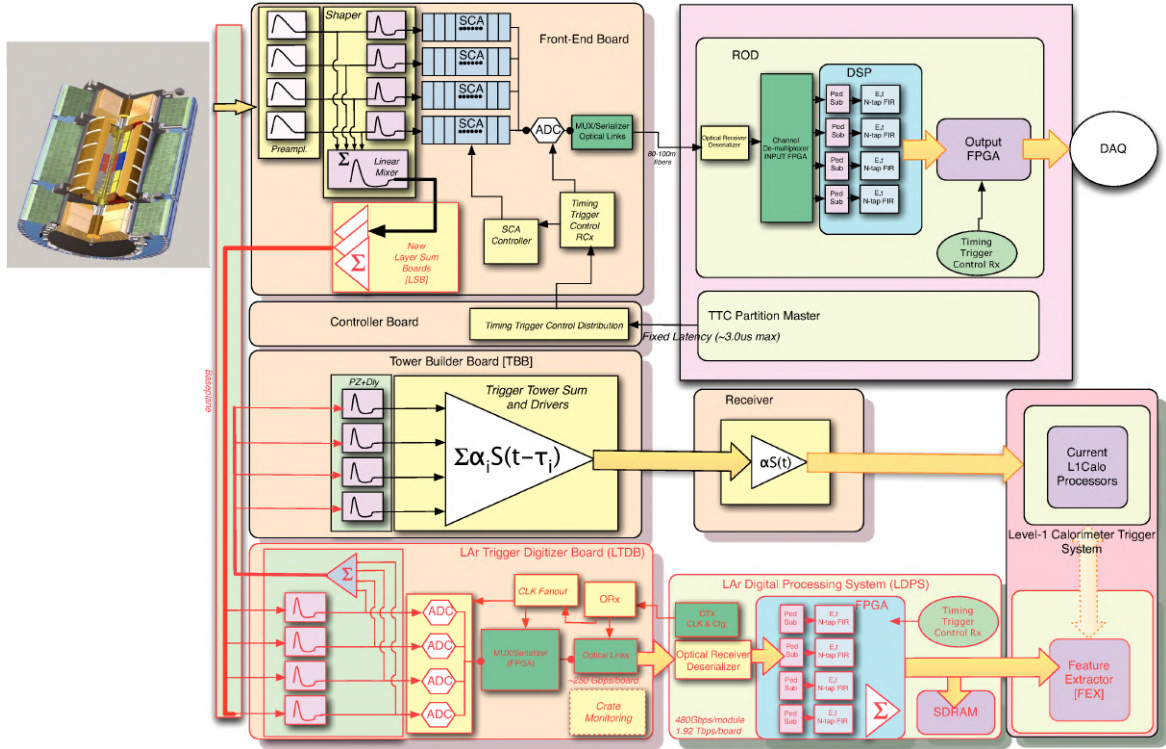 Shaper
SCA
SCA
SCA
SCA
Front-End Board
Preampl.
Σ
Linear
Mixer
ADC
MUX/Serializer
Optical Links
80-100m
fibers
New
Layer Sum
Boards
[LSB]
Σ
SCA
Controller
Timing
Trigger
Control
RCx
ROD
Optical Receiver
Deserializer
Channel
De-multiplexer
INPUT FPGA
DSP
Ped
Sub
E,t
N-tap FIR
Ped
Sub
E,t
N-tap FIR
Ped
Sub
E,t
N-tap FIR
Ped
Sub
E,t
N-tap FIR
Output
FPGA
DAQ
Timing
Trigger
Control Rx
Controller Board
Timing Trigger Control Distribution
TTC Partition Master
Fixed Latency (~3.0us max)
Baseplane
Tower Builder Board [TBB]
PZ+Dly
Trigger Tower Sum
and Drivers
Σα_iS(t-τ_i)
Receiver
αS(t)
Current
L1Calo
Processors
Level-1 Calorimeter Trigger
System
LAr Trigger Digitizer Board (LTDB)
Σ
ADC
ADC
ADC
ADC
CLK Fanout
ORx
MUX/Serializer
(FPGA)
Optical Links
~250 Gbps/board
Crate
Monitoring
LAr Digital Processing System (LDPS)
OTx
CLK & Cfg.
Optical Receiver
Deserializer
FPGA
Ped
Sub
E,t
N-tap FIR
Ped
Sub
E,t
N-tap FIR
Ped
Sub
E,t
N-tap FIR
Ped
Sub
E,t
N-tap FIR
Σ
Timing
Trigger
Control Rx
480Gbps/module
1.92 Tbps/board
SDRAM
Feature
Extractor
[FEX]